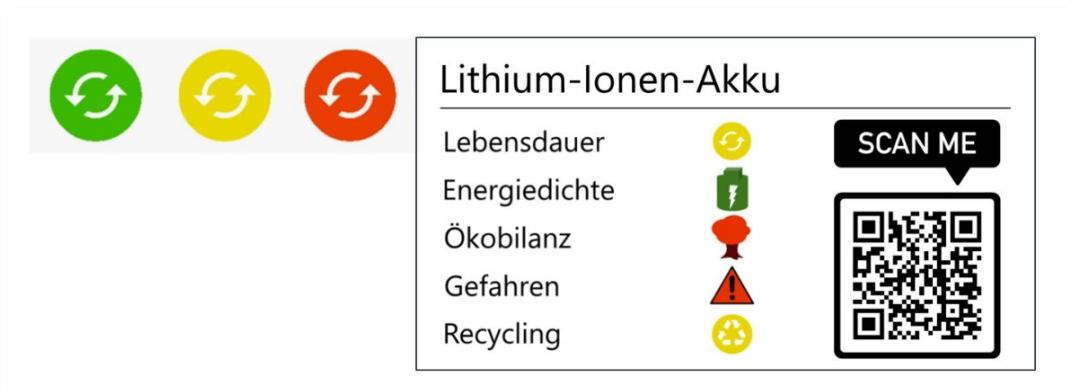 Lithium-Ionen-Akku
Lebensdauer
SCAN ME
Energiedichte
Ökobilanz
Gefahren
Recycling